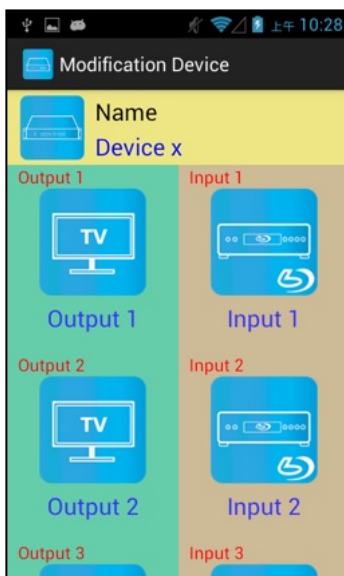 上午 10:28
Modification Device
Name
Device x
Output 1
Input 1
TV
Output 1
Input 1
Output 2
Input 2
TV
Output 2
Input 2
Output 3
Input 3